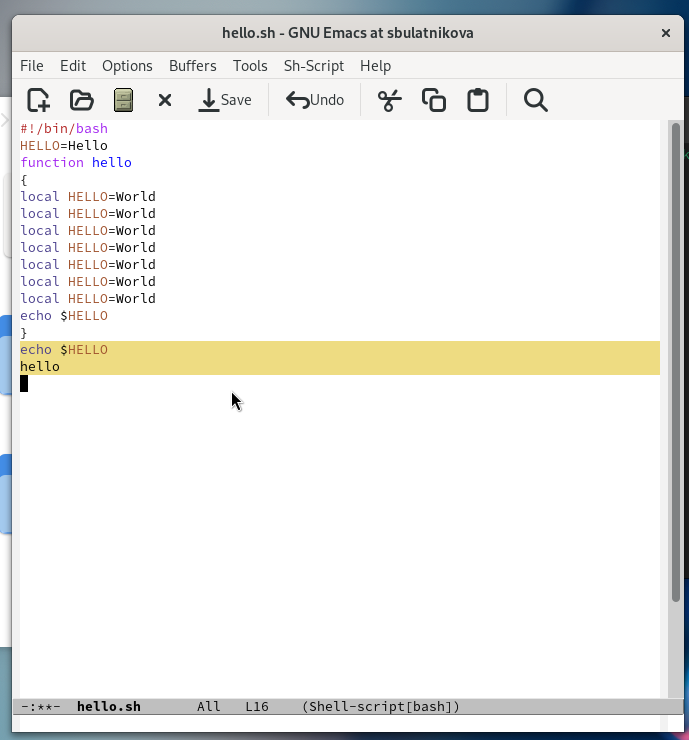 hello.sh - GNU Emacs at sbulatnikova
File Edit Options Buffers Tools Sh-Script Help
Save Undo
#!/bin/bash
HELLO=Hello
function hello
{
local HELLO=World
local HELLO=World
local HELLO=World
local HELLO=World
local HELLO=World
local HELLO=World
local HELLO=World
echo $HELLO
}
echo $HELLO
hello
-:**- hello.sh All L16 (Shell-script[bash])